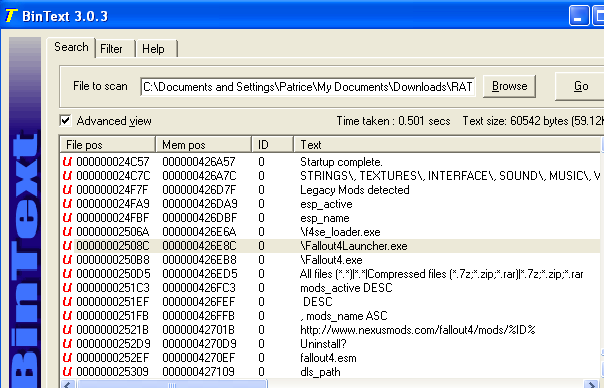 BinText 3.0.3
Search Filter Help
File to scan C:\Documents and Settings\Patrice\My Documents\Downloads\RAT Browse Go
Advanced view Time taken : 0.501 secs Text size: 60542 bytes (59.12K
File pos Mem pos ID Text
U 000000024C57 000000426A57 0 Startup complete.
U 000000024C7C 000000426A7C 0 STRINGS\, TEXTURES\, INTERFACE\, SOUND\, MUSIC\, V
U 000000024F7F 000000426D7F 0 Legacy Mods detected
U 000000024FA9 000000426DA9 0 esp_active
U 000000024FBF 000000426DBF 0 esp_name
U 00000002506A 000000426E6A 0 \f4se_loader.exe
U 00000002508C 000000426E8C 0 \Fallout4Launcher.exe
U 0000000250B8 000000426EB8 0 \Fallout4.exe
U 0000000250D5 000000426ED5 0 All files (*.*)|*.*|Compressed files (*.7z;*.zip;*.rar)|*.7z;*.zip;*.rar
U 0000000251C3 000000426FC3 0 mods_active DESC
U 0000000251EF 000000426FEF 0 DESC
U 0000000251FB 000000426FFB 0 , mods_name ASC
U 00000002521B 00000042701B 0 http://www.nexusmods.com/fallout4/mods/%ID%
U 0000000252D9 0000004270D9 0 Uninstall?
U 0000000252EF 0000004270EF 0 fallout4.esm
U 000000025309 000000427109 0 dls_path
BinText